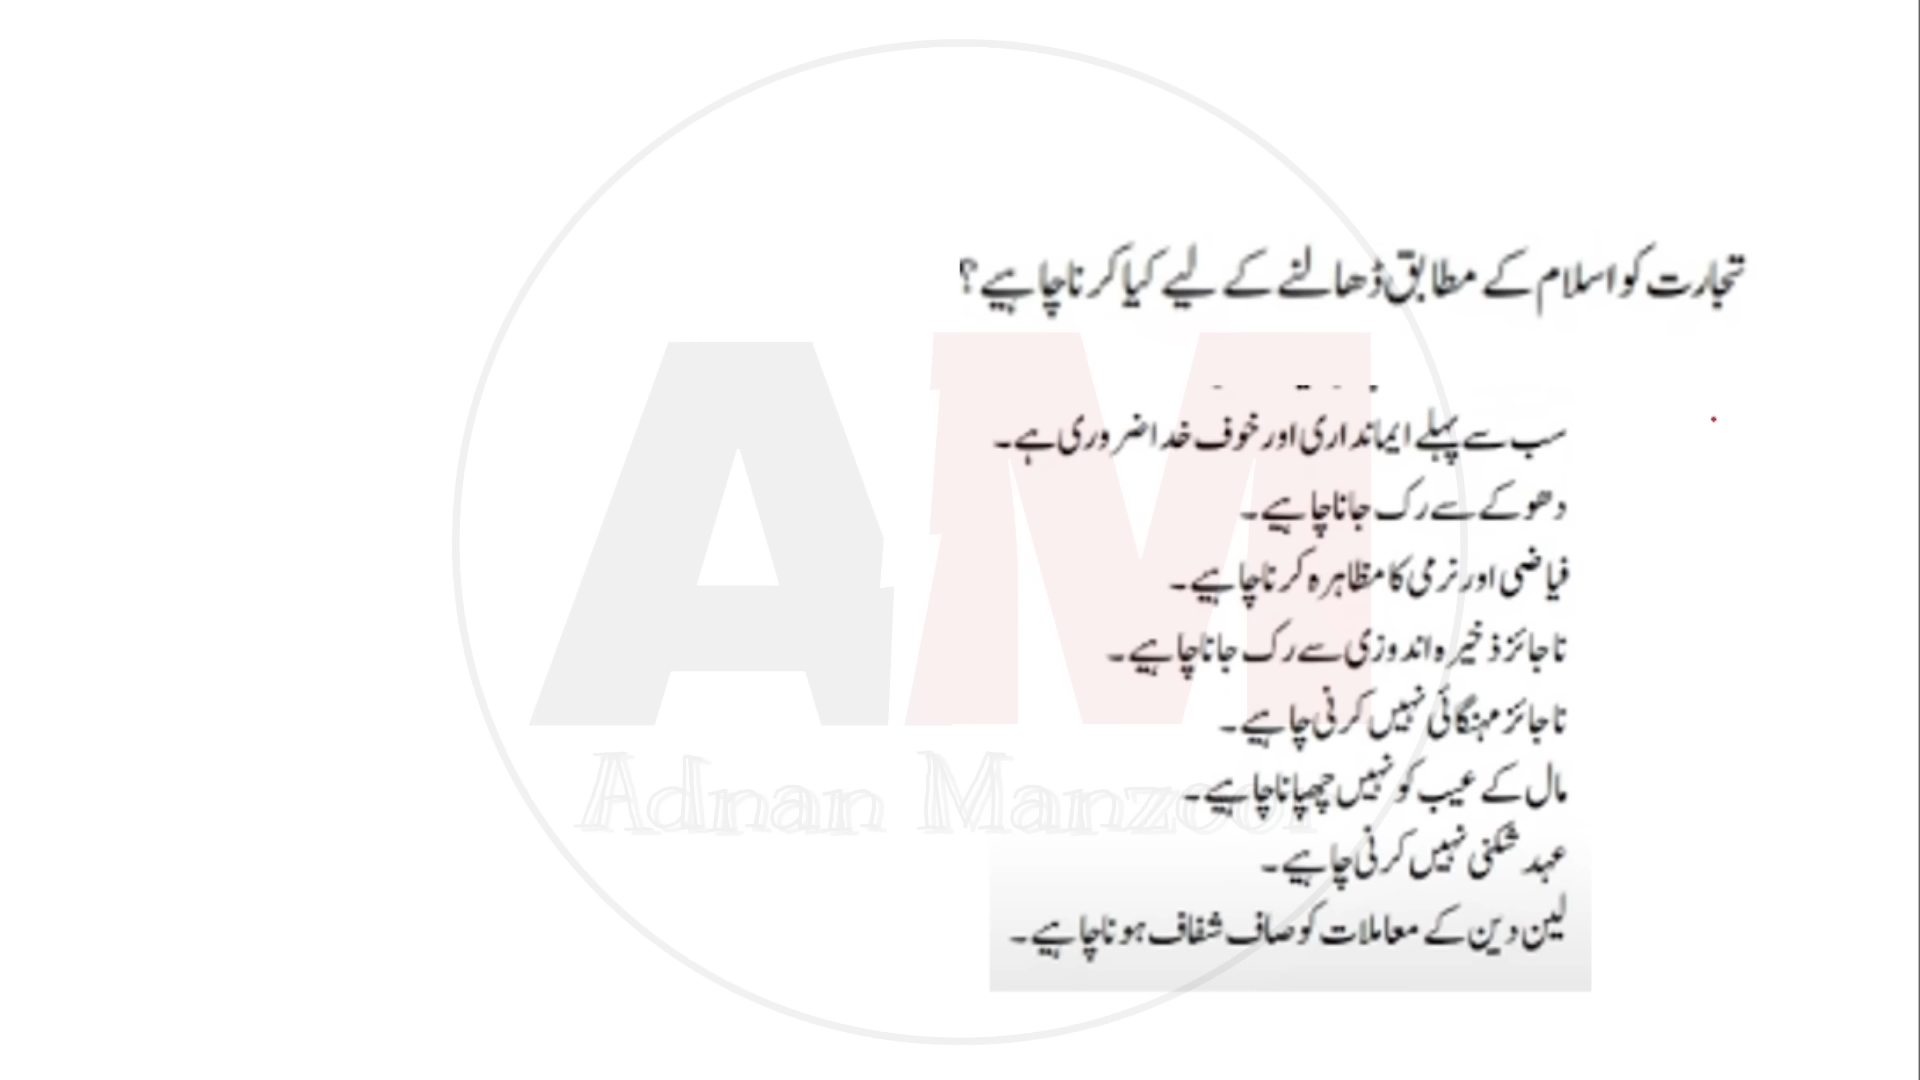 تجارت کو اسلام کے مطابق ڈھالنے کے لیے کیا کرنا چاہیے؟
سب سے پہلے ایمانداری اور خوف خدا ضروری ہے۔
دھوکے سے رک جانا چاہیے۔
فیاضی اور نرمی کا مظاہرہ کرنا چاہیے۔
ناجائز ذخیرہ اندوزی سے رک جانا چاہیے۔
ناجائز مہنگائی نہیں کرنی چاہیے۔
مال کے عیب کو نہیں چھپانا چاہیے۔
عہد شکنی نہیں کرنی چاہیے۔
لین دین کے معاملات کو صاف شفاف ہونا چاہیے۔
AM
Adnan Manzoor